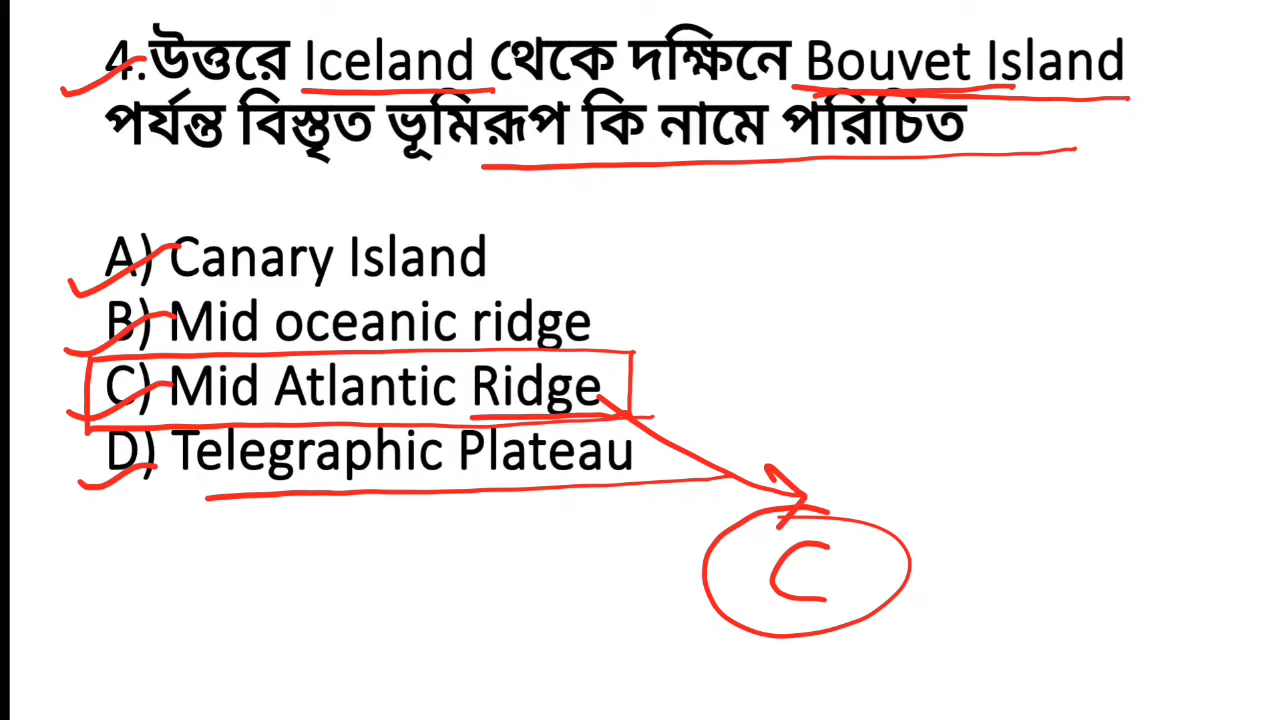 4.উত্তরে Iceland থেকে দক্ষিনে Bouvet Island
পর্যন্ত বিস্তৃত ভূমিরূপ কি নামে পরিচিত
A) Canary Island
B) Mid oceanic ridge
C) Mid Atlantic Ridge
D) Telegraphic Plateau
C